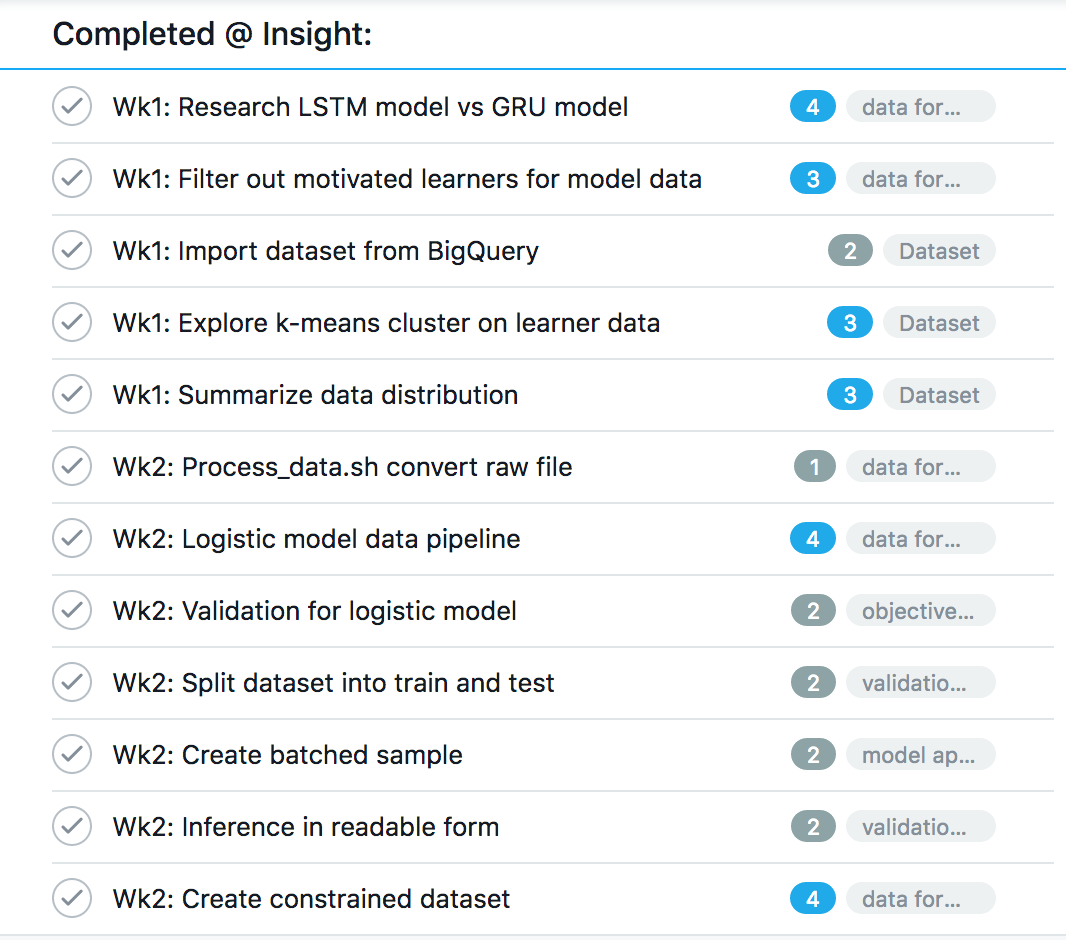 Completed @ Insight:
Wk1: Research LSTM model vs GRU model 4 data for...
Wk1: Filter out motivated learners for model data 3 data for...
Wk1: Import dataset from BigQuery 2 Dataset
Wk1: Explore k-means cluster on learner data 3 Dataset
Wk1: Summarize data distribution 3 Dataset
Wk2: Process_data.sh convert raw file 1 data for...
Wk2: Logistic model data pipeline 4 data for...
Wk2: Validation for logistic model 2 objective...
Wk2: Split dataset into train and test 2 validatio...
Wk2: Create batched sample 2 model ap...
Wk2: Inference in readable form 2 validatio...
Wk2: Create constrained dataset 4 data for...